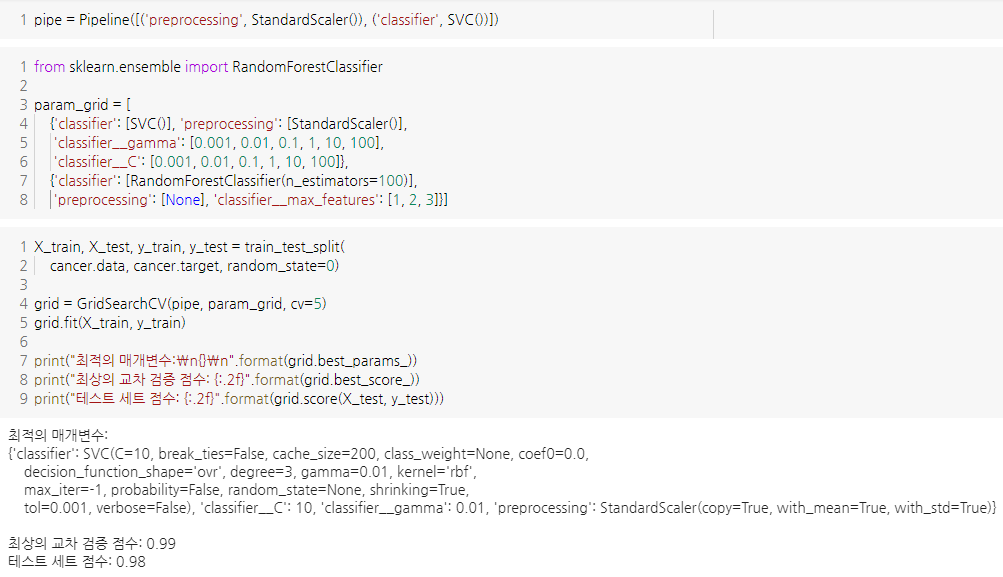 1 pipe = Pipeline([('preprocessing', StandardScaler()), ('classifier', SVC())])
1 from sklearn.ensemble import RandomForestClassifier
2
3 param_grid = [
4 {'classifier': [SVC()], 'preprocessing': [StandardScaler()],
5 'classifier__gamma': [0.001, 0.01, 0.1, 1, 10, 100],
6 'classifier__C': [0.001, 0.01, 0.1, 1, 10, 100]},
7 {'classifier': [RandomForestClassifier(n_estimators=100)],
8 'preprocessing': [None], 'classifier__max_features': [1, 2, 3]}]
1 X_train, X_test, y_train, y_test = train_test_split(
2 cancer.data, cancer.target, random_state=0)
3
4 grid = GridSearchCV(pipe, param_grid, cv=5)
5 grid.fit(X_train, y_train)
6
7 print("최적의 매개변수:₩n{}₩n".format(grid.best_params_))
8 print("최상의 교차 검증 점수: {:.2f}".format(grid.best_score_))
9 print("테스트 세트 점수: {:.2f}".format(grid.score(X_test, y_test)))
최적의 매개변수:
{'classifier': SVC(C=10, break_ties=False, cache_size=200, class_weight=None, coef0=0.0,
decision_function_shape='ovr', degree=3, gamma=0.01, kernel='rbf',
max_iter=-1, probability=False, random_state=None, shrinking=True,
tol=0.001, verbose=False), 'classifier__C': 10, 'classifier__gamma': 0.01, 'preprocessing': StandardScaler(copy=True, with_mean=True, with_std=True)}
최상의 교차 검증 점수: 0.99
테스트 세트 점수: 0.98